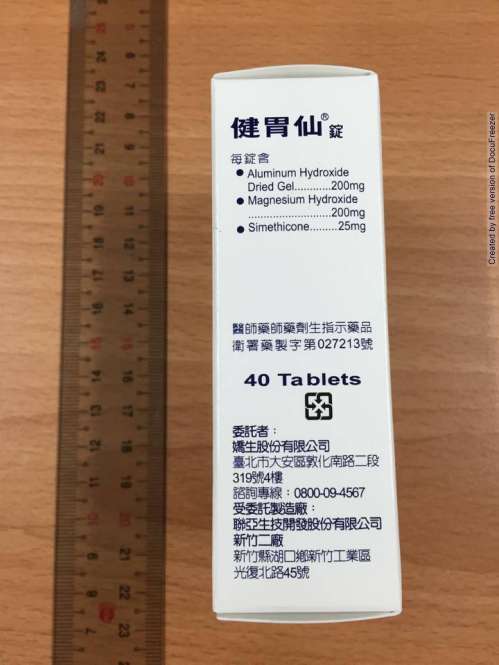 健胃仙®錠
每錠含
● Aluminum Hydroxide
Dried Gel............200mg
● Magnesium Hydroxide
............................200mg
● Simethicone.........25mg
醫師藥師藥劑生指示藥品
衛署藥製字第027213號
40 Tablets
委託者：
嬌生股份有限公司
臺北市大安區敦化南路二段
319號4樓
諮詢專線：0800-09-4567
受委託製造廠：
聯亞生技開發股份有限公司
新竹二廠
新竹縣湖口鄉新竹工業區
光復北路45號
Created by free version of DocuFreezer